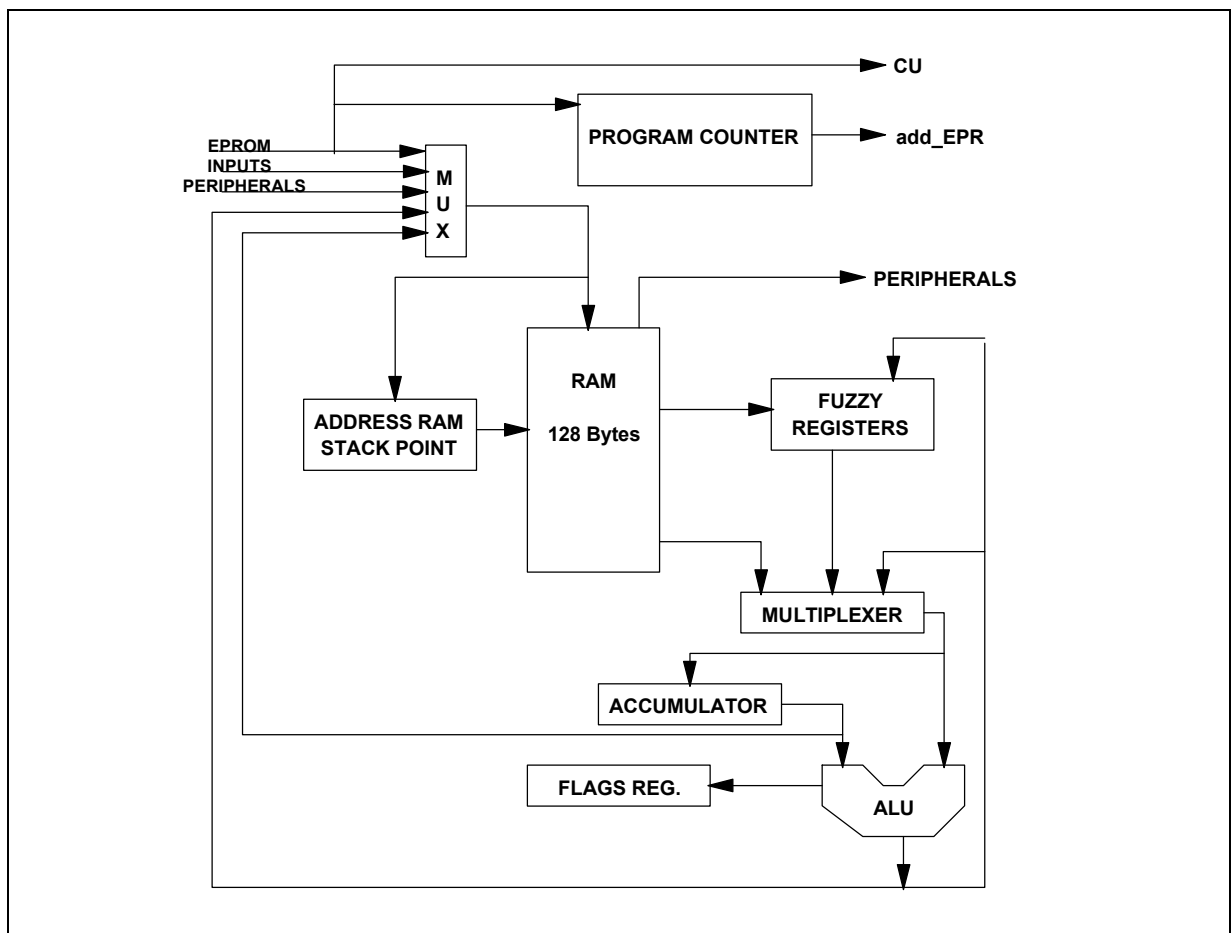 CU
PROGRAM COUNTER
add_EPR
EPROM
INPUTS
PERIPHERALS
M
U
X
PERIPHERALS
RAM
128 Bytes
ADDRESS RAM
STACK POINT
FUZZY
REGISTERS
MULTIPLEXER
ACCUMULATOR
FLAGS REG.
ALU